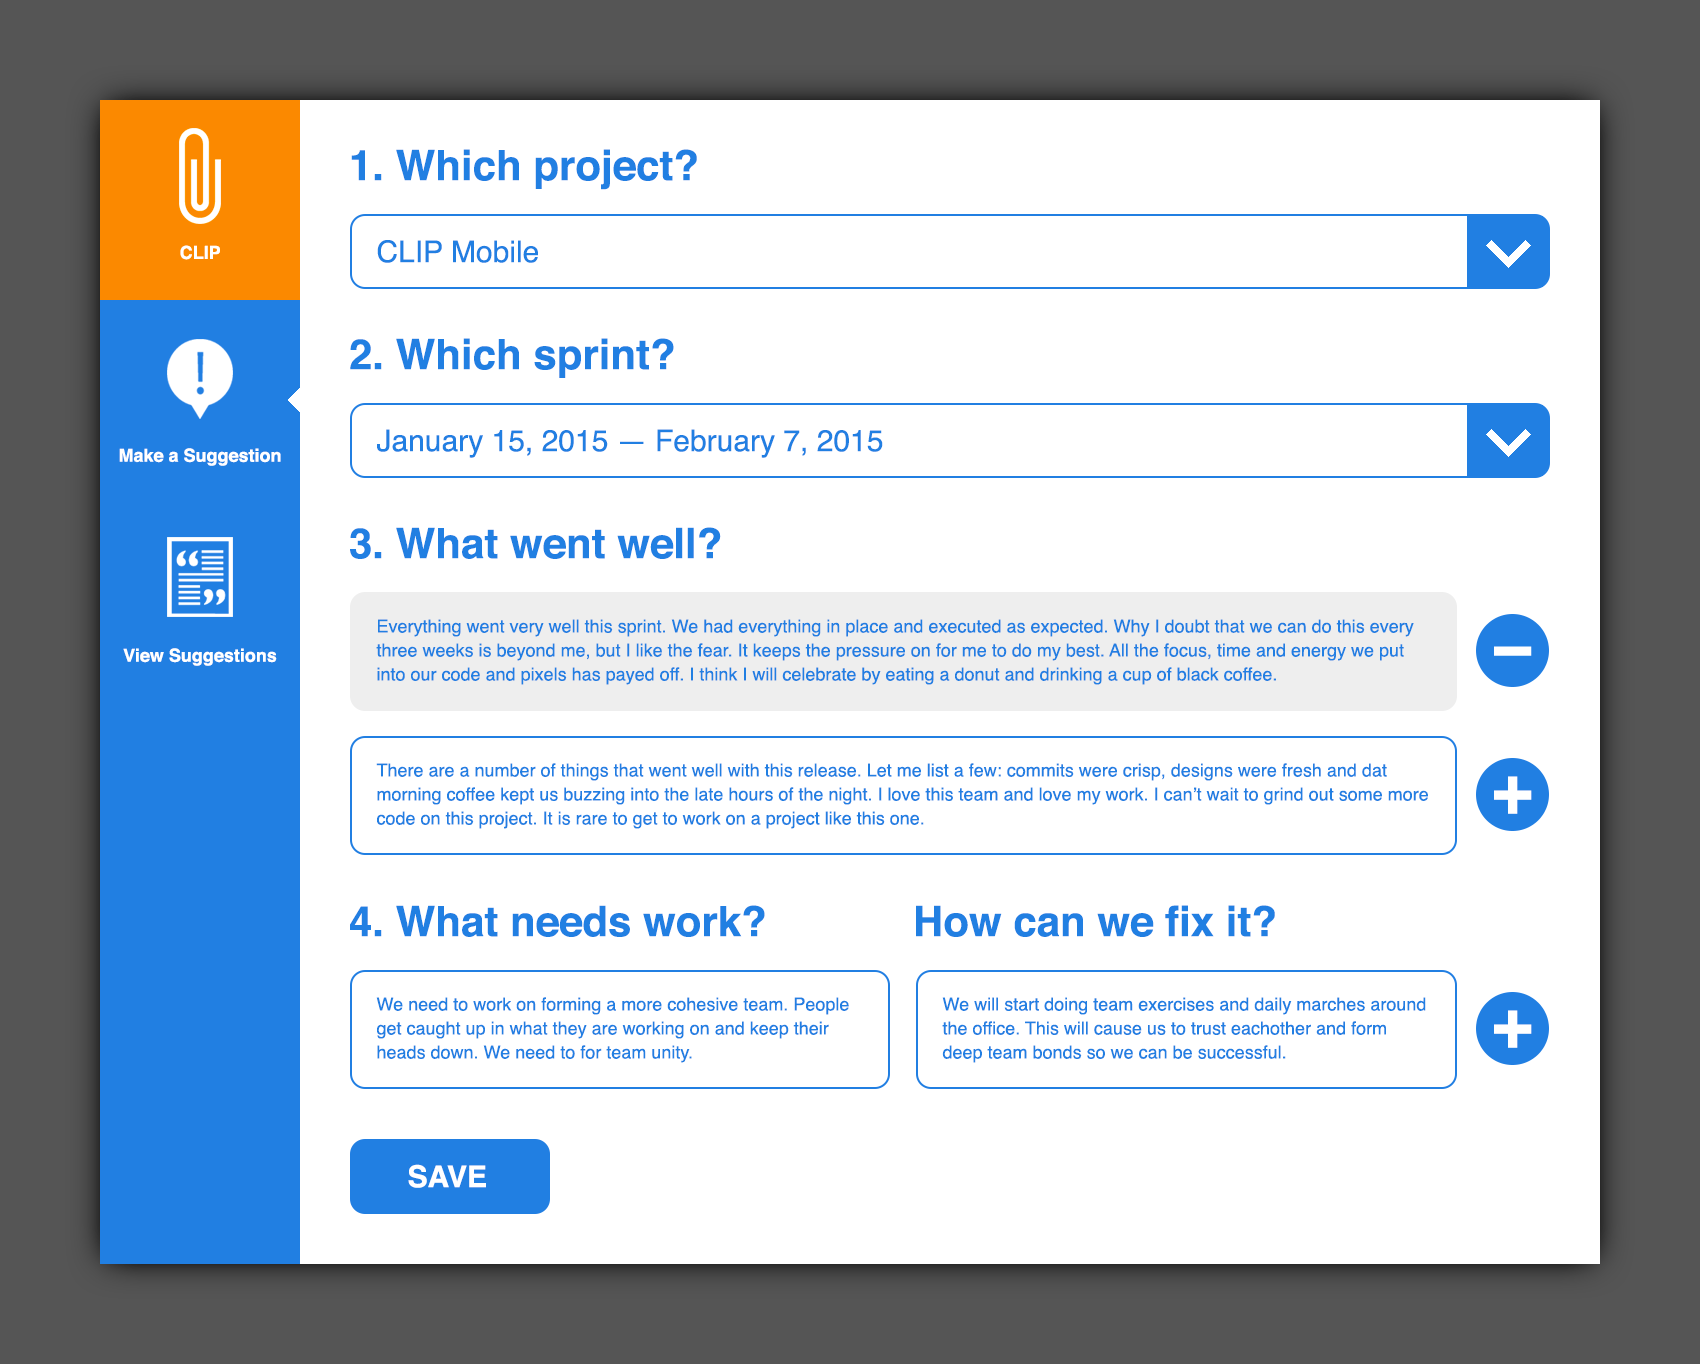 CLIP
Make a Suggestion
View Suggestions
1. Which project?
CLIP Mobile
2. Which sprint?
January 15, 2015 — February 7, 2015
3. What went well?
Everything went very well this sprint. We had everything in place and executed as expected. Why I doubt that we can do this every
three weeks is beyond me, but I like the fear. It keeps the pressure on for me to do my best. All the focus, time and energy we put
into our code and pixels has payed off. I think I will celebrate by eating a donut and drinking a cup of black coffee.
There are a number of things that went well with this release. Let me list a few: commits were crisp, designs were fresh and dat
morning coffee kept us buzzing into the late hours of the night. I love this team and love my work. I can’t wait to grind out some more
code on this project. It is rare to get to work on a project like this one.
4. What needs work?
We need to work on forming a more cohesive team. People
get caught up in what they are working on and keep their
heads down. We need to for team unity.
How can we fix it?
We will start doing team exercises and daily marches around
the office. This will cause us to trust eachother and form
deep team bonds so we can be successful.
SAVE